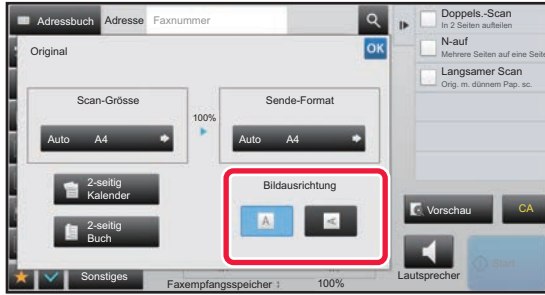 Adressbuch Adresse Faxnummer
Original
OK
Scan-Grösse
100%
Sende-Format
Auto A4
Auto A4
2-seitig
Kalender
2-seitig
Buch
Bildausrichtung
A
A
Sonstiges
Faxempfangsspeicher :
100%
Doppels.-Scan
In 2 Seiten aufteilen
N-auf
Mehrere Seiten auf eine Seite
Langsamer Scan
Orig. m. dünnem Pap. sc.
Vorschau
CA
Lautsprecher
Start